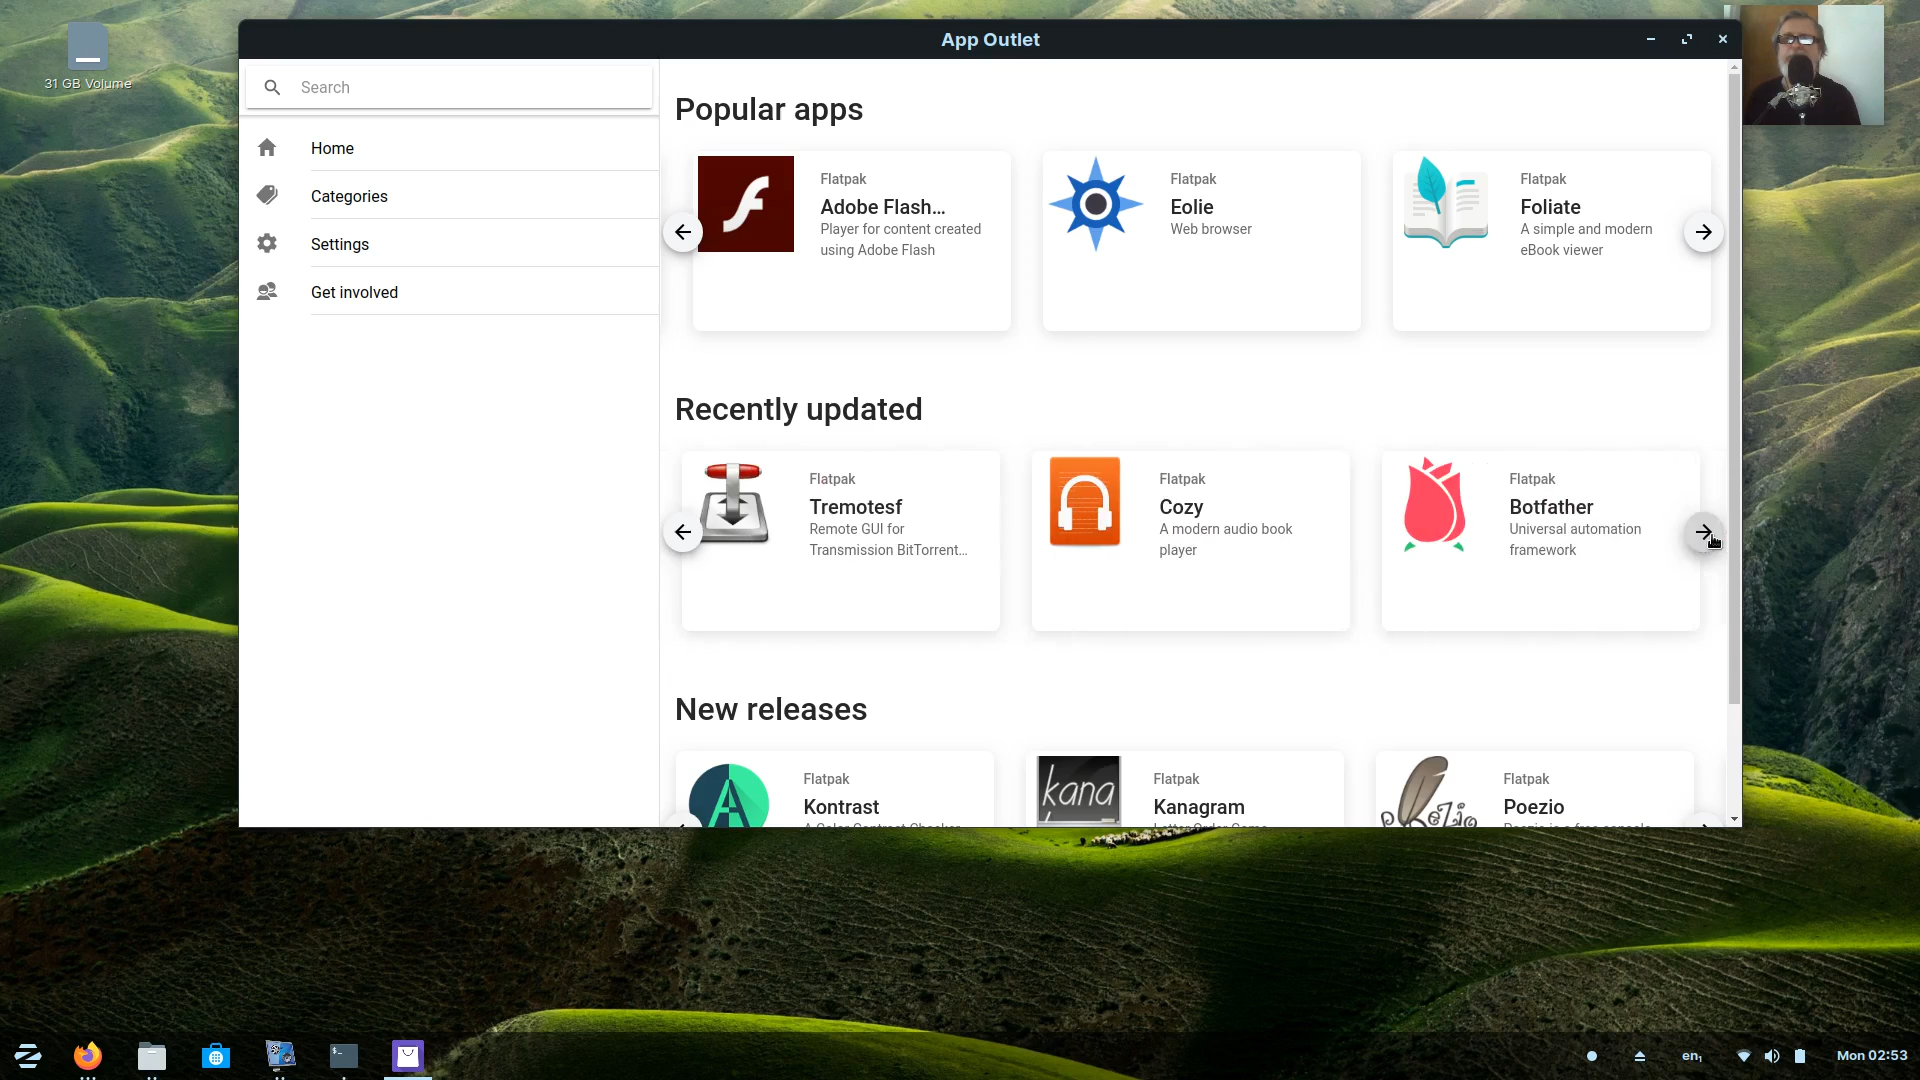 App Outlet
31 GB Volume
Search
Home
Categories
Settings
Get involved
Popular apps
Flatpak
Adobe Flash...
Player for content created
using Adobe Flash
Flatpak
Eolie
Web browser
Flatpak
Foliate
A simple and modern
eBook viewer
Recently updated
Flatpak
Tremotesf
Remote GUI for
Transmission BitTorrent...
Flatpak
Cozy
A modern audio book
player
Flatpak
Botfather
Universal automation
framework
New releases
Flatpak
Kontrast
kana
Flatpak
Kanagram
Flatpak
Poezio
en₁
Mon 02:53